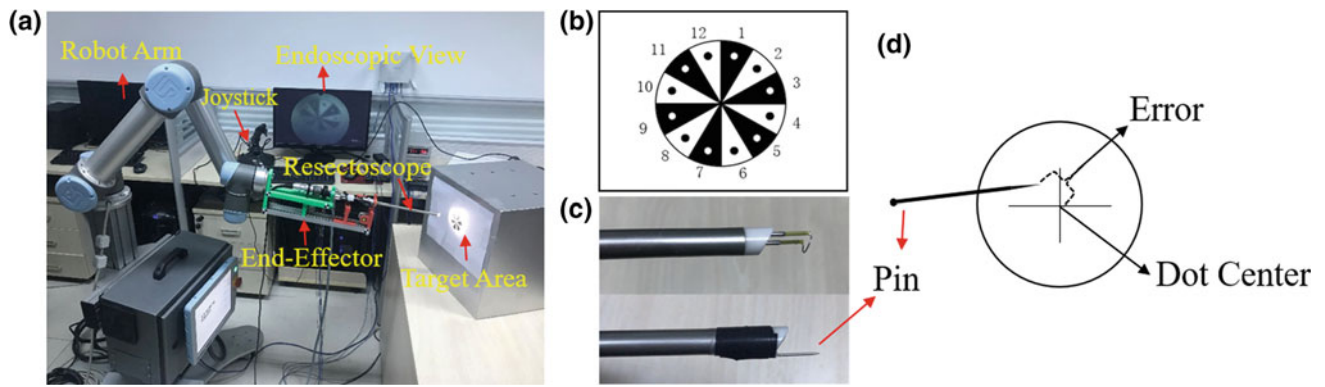 (a)
Robot Arm
Endoscopic View
Joystick
Resectoscope
End-Effector
Target Area
(b)
12
1
11
2
10
3
9
4
8
5
7
6
(c)
Pin
(d)
Error
Dot Center